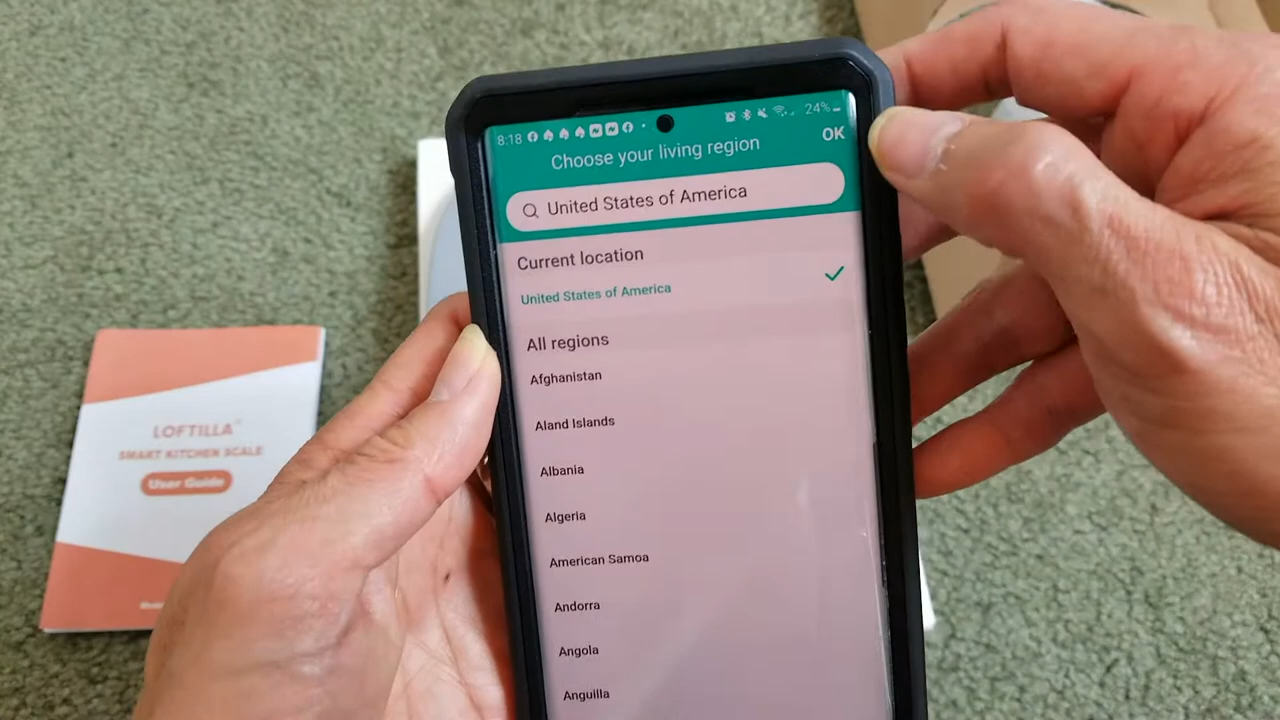 8:18
24%
Choose your living region
OK
United States of America
Current location
United States of America
All regions
Afghanistan
Aland Islands
Albania
Algeria
American Samoa
Andorra
Angola
Anguilla
LOFTILLA
SMART KITCHEN SCALE
User Guide